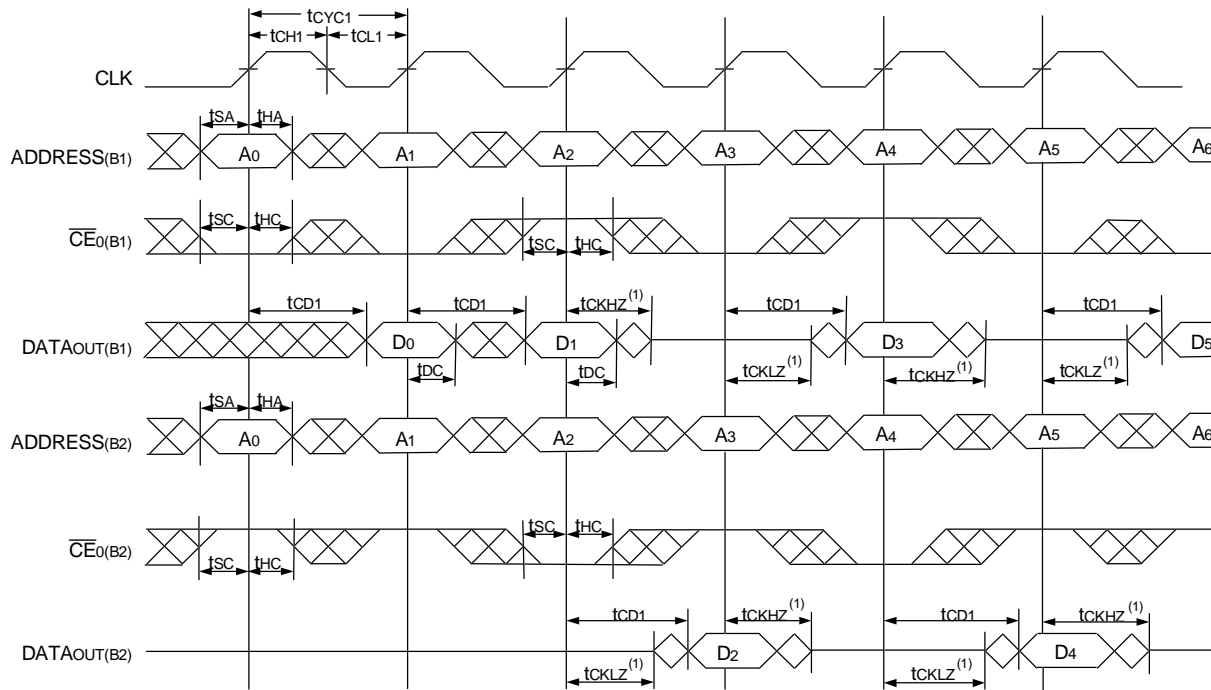 tCYC1
tCH1 tCL1
CLK
tSA tHA
ADDRESS(B1) A0 A1 A2 A3 A4 A5 A6
tSC tHC
CE0(B1)
tSC tHC
tCD1 tCD1 tCKHZ(1) tCD1 tCD1
DATAOUT(B1) D0 D1 D3 D5
tDC tDC tCKLZ(1) tCKHZ(1) tCKLZ(1)
tSA tHA
ADDRESS(B2) A0 A1 A2 A3 A4 A5 A6
tSC tHC
CE0(B2)
tSC tHC
tCD1 tCKHZ(1) tCD1 tCKHZ(1)
DATAOUT(B2) D2 D4
tCKLZ(1) tCKLZ(1)